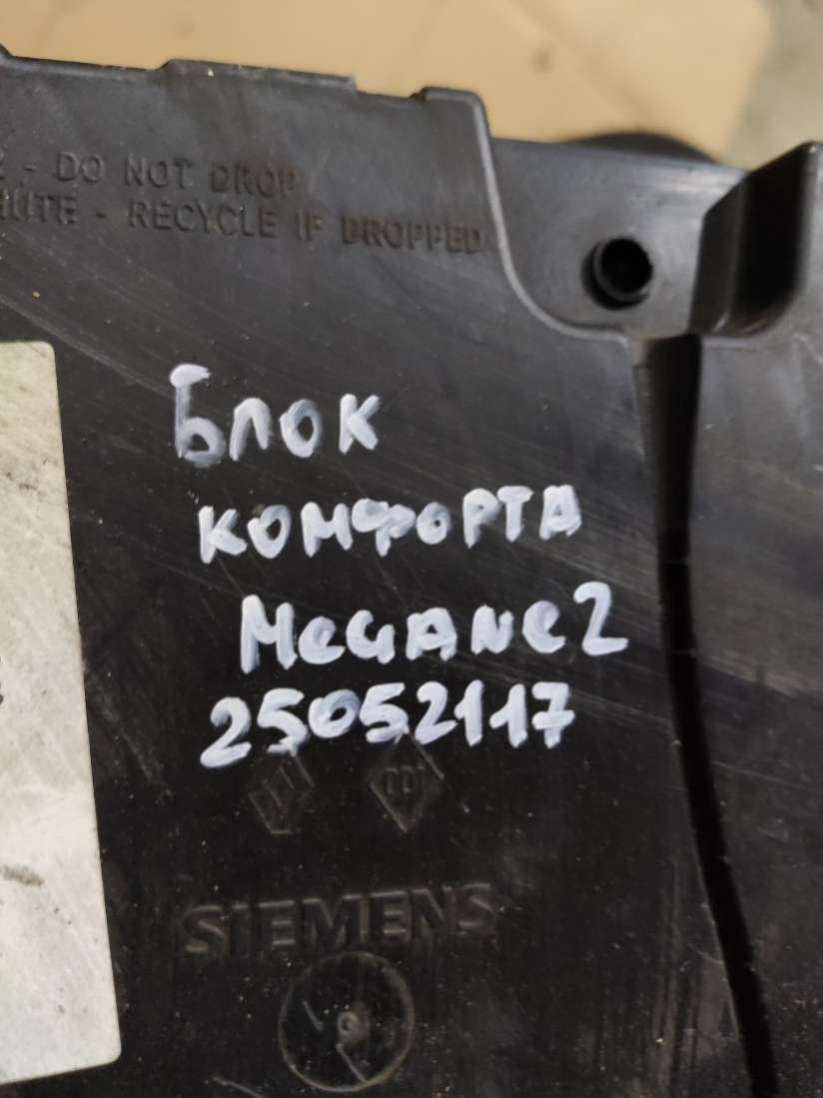 - DO NOT DROP
- RECYCLE IF DROPPED
Блок
комфорта
MeGANe2
25052117
SIEMENS